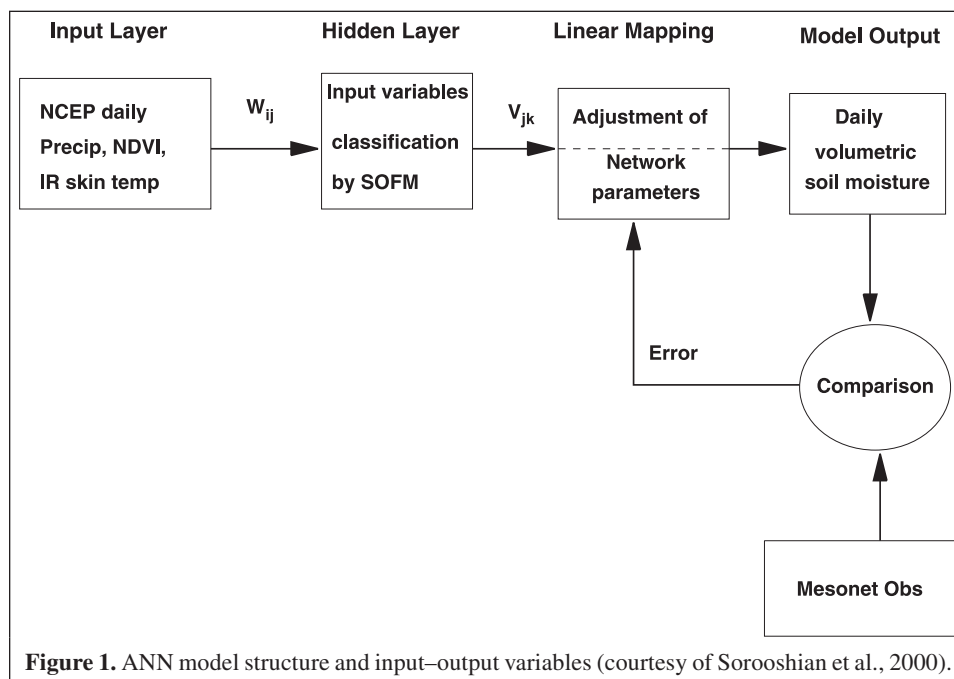 Input Layer
Hidden Layer
Linear Mapping
Model Output
NCEP daily
Precip, NDVI,
IR skin temp
Wij
Input variables
classification
by SOFM
Vjk
Adjustment of
Network
parameters
Daily
volumetric
soil moisture
Error
Comparison
Mesonet Obs
Figure 1. ANN model structure and input–output variables (courtesy of Sorooshian et al., 2000).